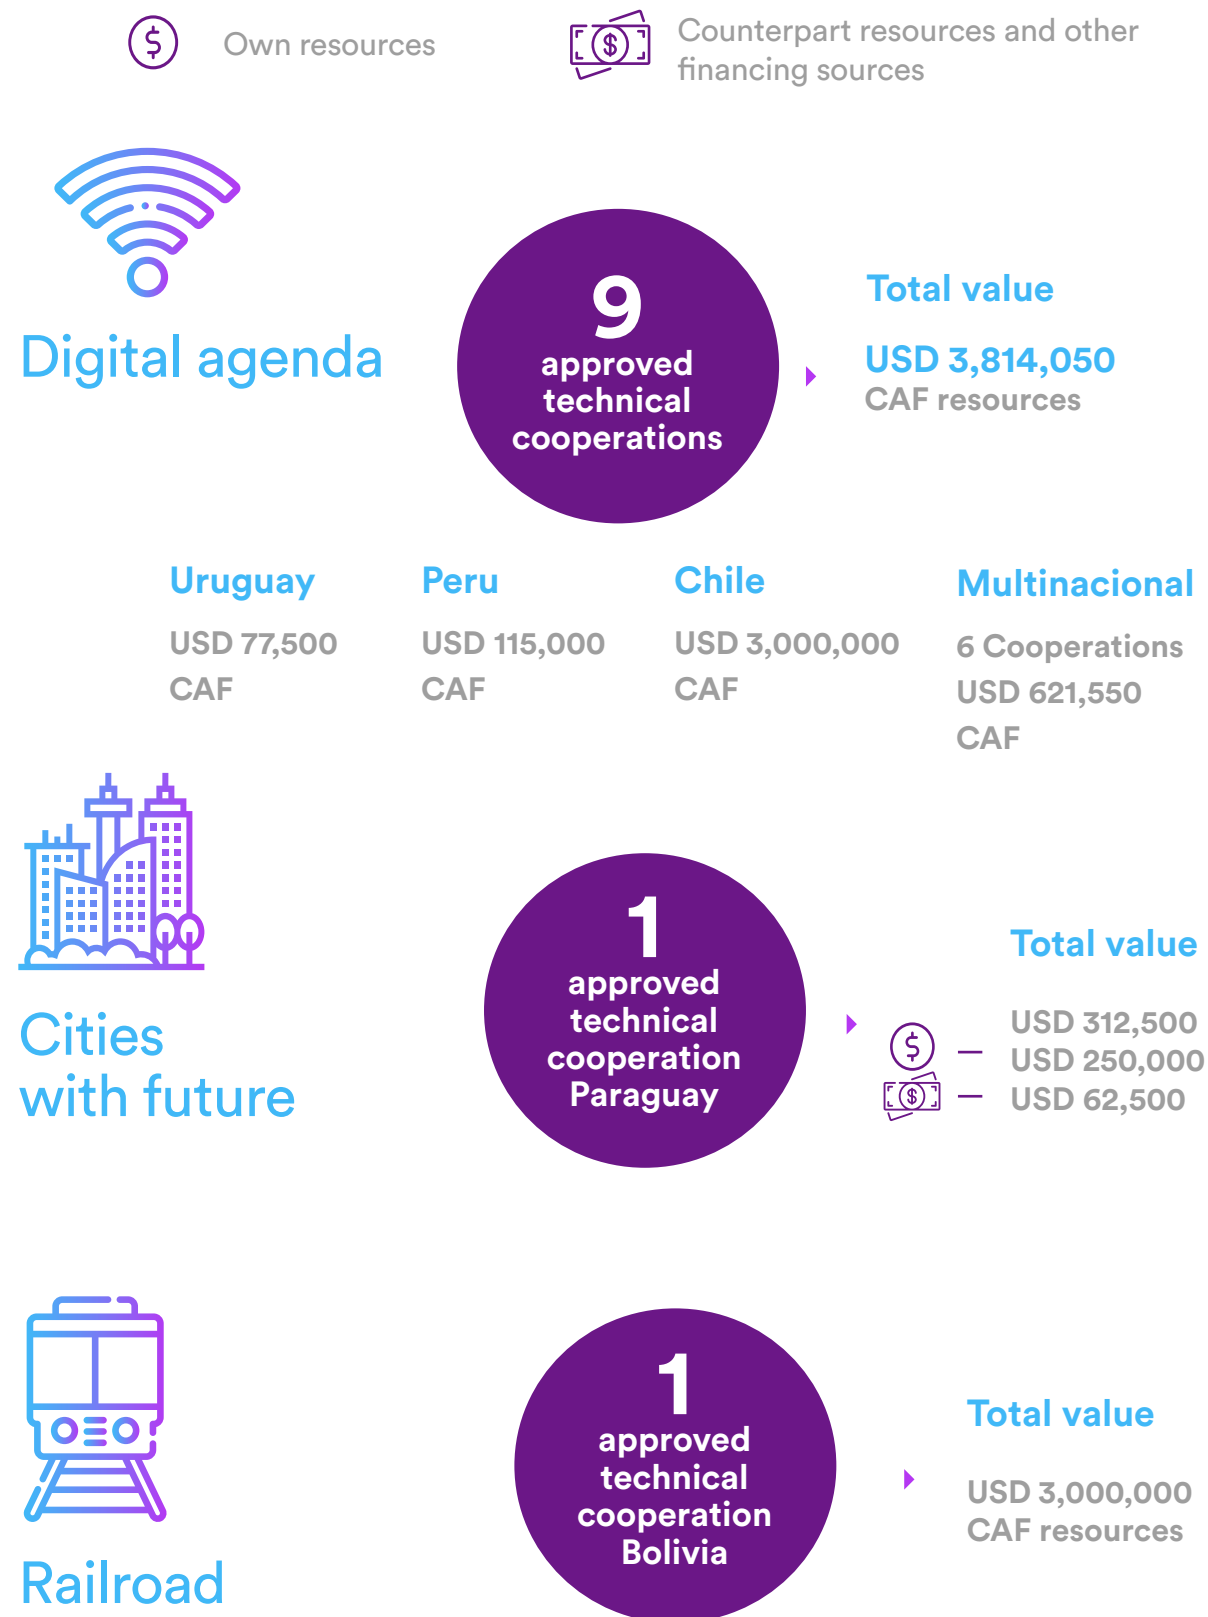 Own resources
Counterpart resources and other
financing sources
Digital agenda
9
approved
technical
cooperations
Total value
USD 3,814,050
CAF resources
Uruguay
USD 77,500
CAF
Peru
USD 115,000
CAF
Chile
USD 3,000,000
CAF
Multinacional
6 Cooperations
USD 621,550
CAF
Cities
with future
1
approved
technical
cooperation
Paraguay
Total value
USD 312,500
USD 250,000
USD 62,500
Railroad
1
approved
technical
cooperation
Bolivia
Total value
USD 3,000,000
CAF resources